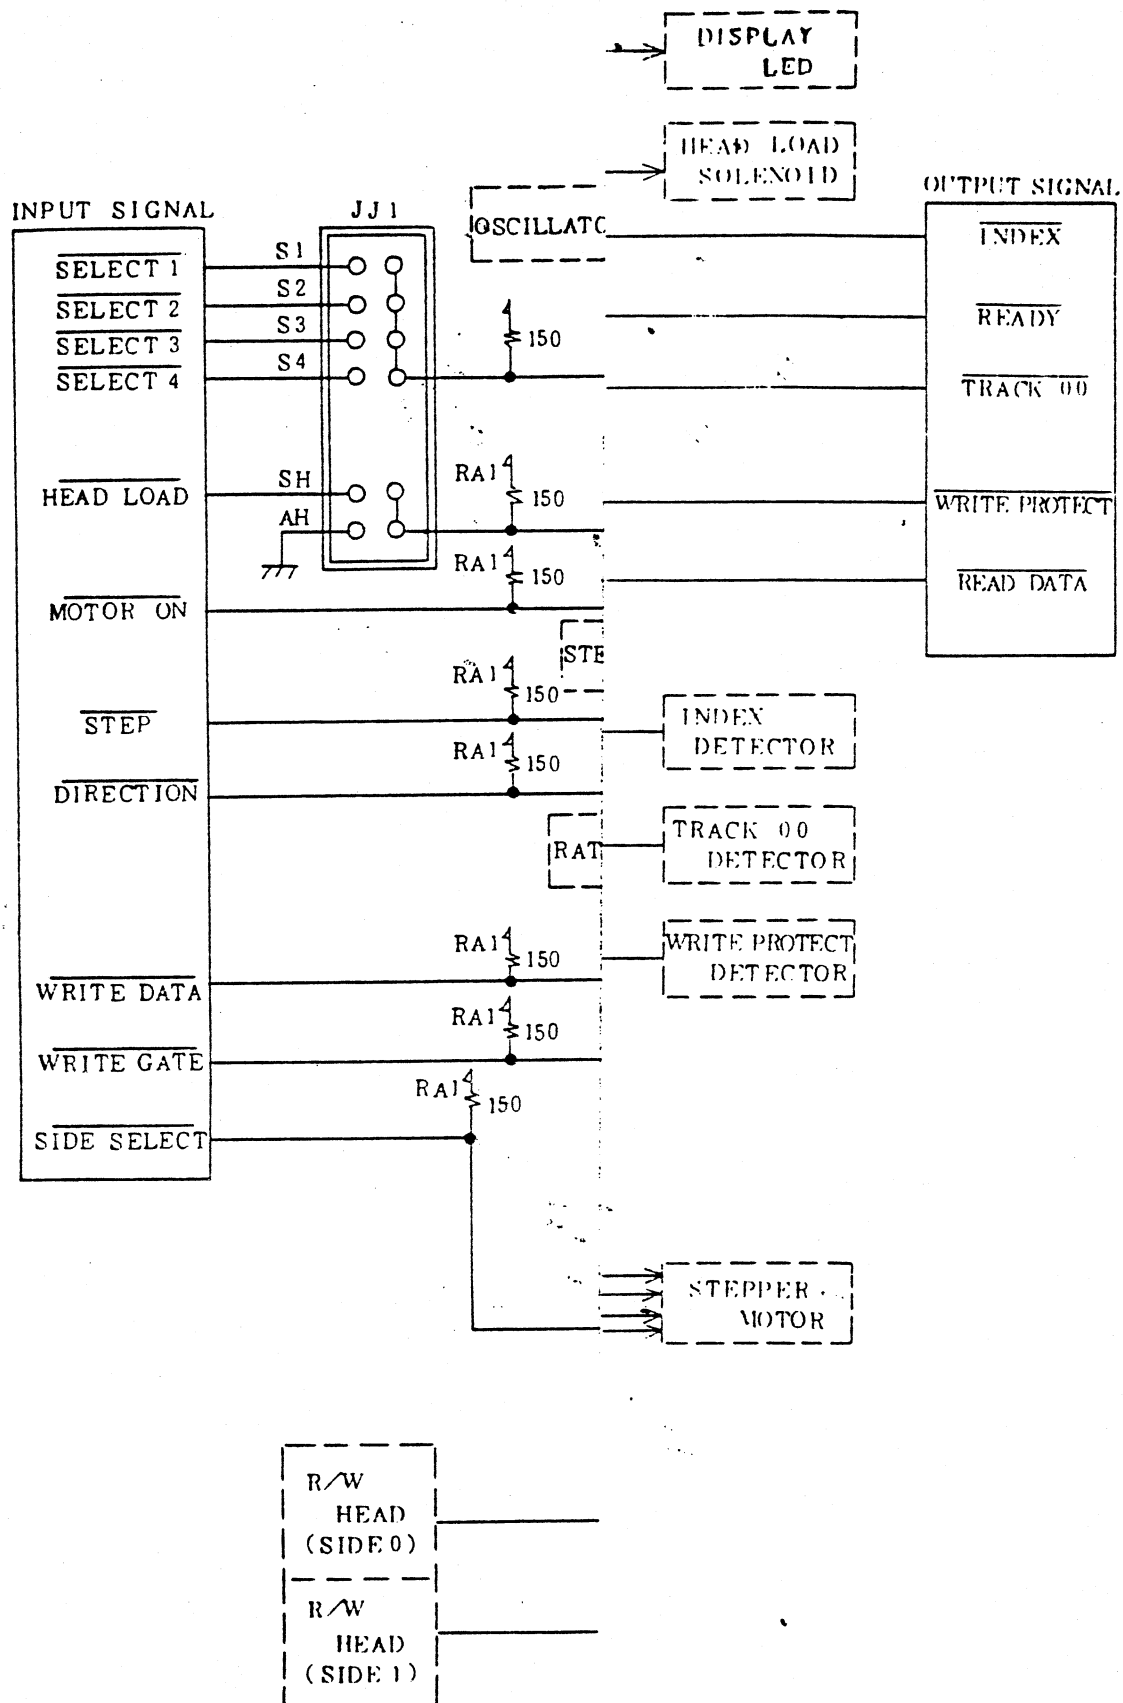 DISPLAY
LED
HEAD LOAD
SOLENOID
OUTPUT SIGNAL
INPUT SIGNAL
JJ1
OSCILLATO
INDEX
SELECT 1
S1
SELECT 2
S2
READY
SELECT 3
S3
150
SELECT 4
S4
TRACK 00
HEAD LOAD
SH
RA1
150
WRITE PROTECT
AH
RA1
150
READ DATA
MOTOR ON
STE
RA1
150
STEP
INDEX
DETECTOR
RA1
150
DIRECTION
RAT
TRACK 00
DETECTOR
RA1
150
WRITE PROTECT
DETECTOR
WRITE DATA
RA1
150
WRITE GATE
RA1
150
SIDE SELECT
STEPPER
MOTOR
R/W
HEAD
(SIDE 0)
R/W
HEAD
(SIDE 1)